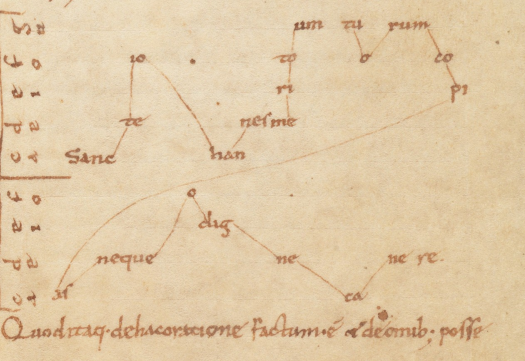 um tu rum
io to o co
ri pi
te nesme
Sanc han
o
dig
neque ne ne re.
as ca
Quod itaq· de hac oratione factum·ē & de omib; posse